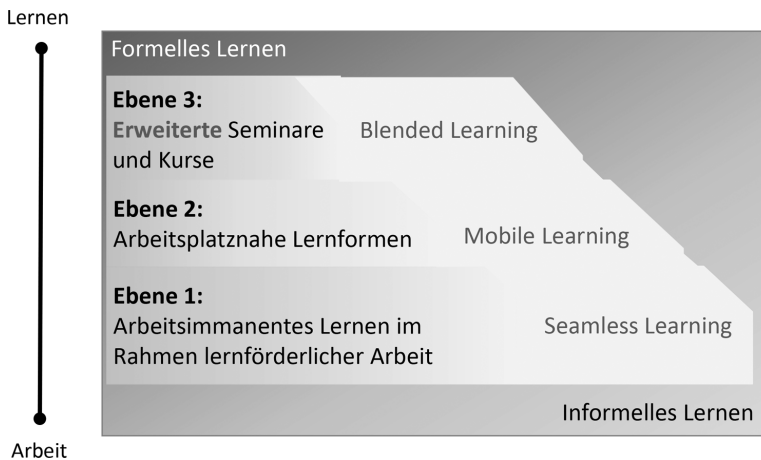 Lernen
Formelles Lernen
Ebene 3:
Erweiterte Seminare
und Kurse
Blended Learning
Ebene 2:
Arbeitsplatznahe Lernformen
Mobile Learning
Ebene 1:
Arbeitsimmanentes Lernen im
Rahmen lernförderlicher Arbeit
Seamless Learning
Informelles Lernen
Arbeit